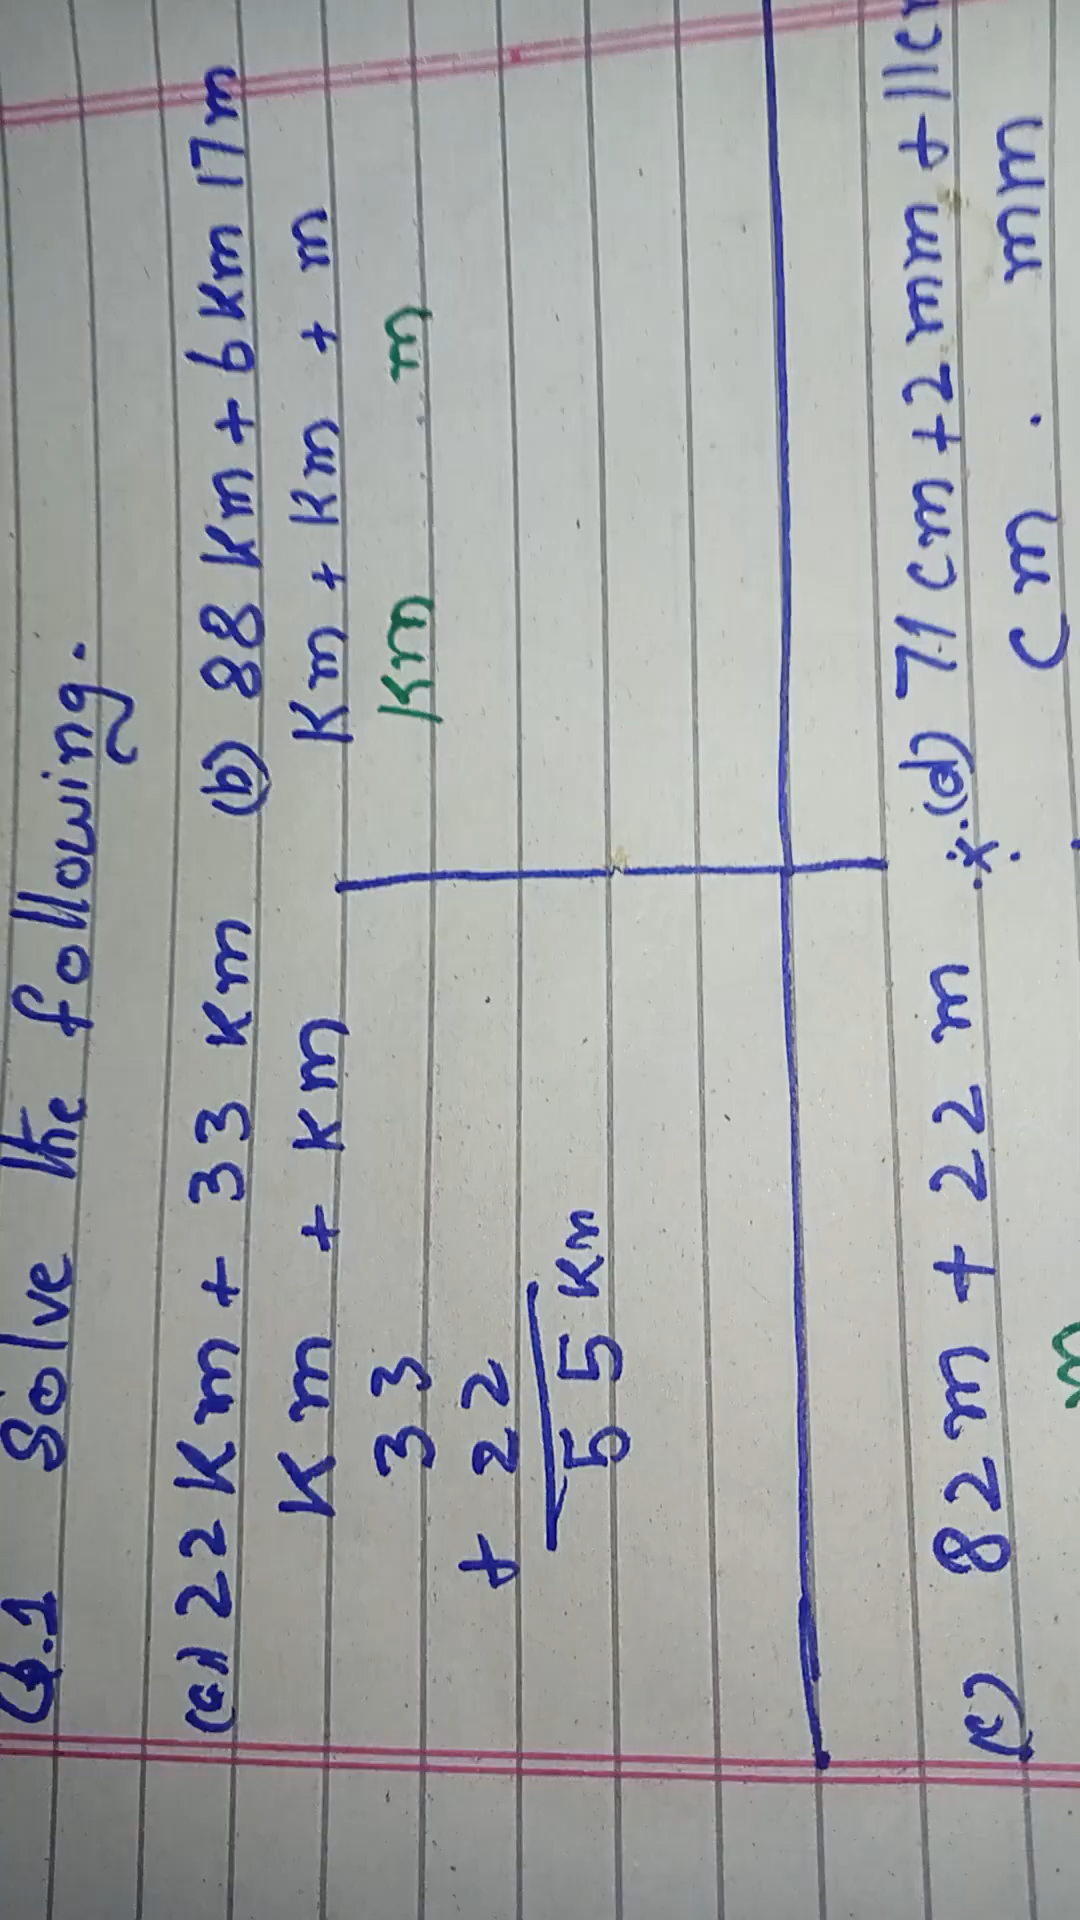 Q.1 Solve the following.
(a) 22 Km + 33 Km (b) 88 Km + 6 Km 17 m
Km + Km Km + Km + m
33 Km m
+ 22
55 Km
82 m + 22 m (d) 71 cm + 2 mm + 11 c
cm mm
m